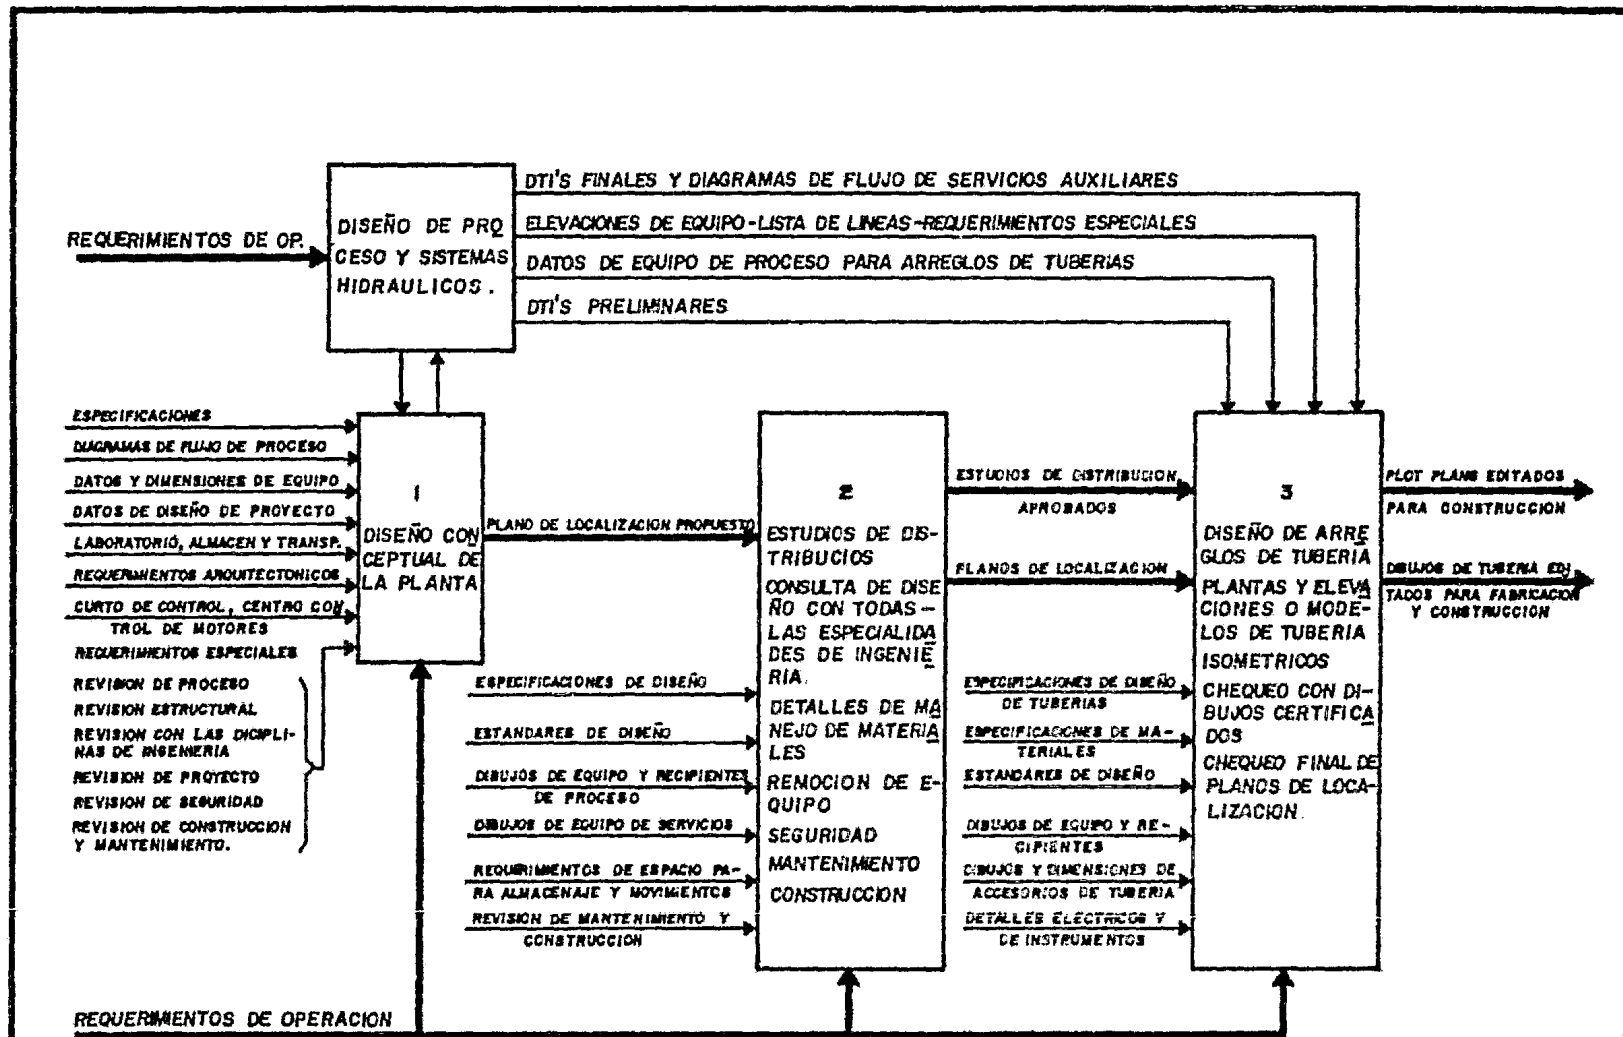 DTI'S FINALES Y DIAGRAMAS DE FLUJO DE SERVICIOS AUXILIARES
ELEVACIONES DE EQUIPO-LISTA DE LINEAS-REQUERIMIENTOS ESPECIALES
DATOS DE EQUIPO DE PROCESO PARA ARREGLOS DE TUBERIAS
DTI'S PRELIMINARES
REQUERIMIENTOS DE OP.
DISEÑO DE PRO
CESO Y SISTEMAS
HIDRAULICOS.
ESPECIFICACIONES
DIAGRAMAS DE FLUJO DE PROCESO
DATOS Y DIMENSIONES DE EQUIPO
DATOS DE DISEÑO DE PROYECTO
LABORATORIO, ALMACEN Y TRANSP.
REQUERIMIENTOS ARQUITECTONICOS
CURTO DE CONTROL, CENTRO CON
TROL DE MOTORES
REQUERIMIENTOS ESPECIALES
REVISION DE PROCESO
REVISION ESTRUCTURAL
REVISION CON LAS DICIPLI-
NAS DE INGENIERIA
REVISION DE PROYECTO
REVISION DE SEGURIDAD
REVISION DE CONSTRUCCION
Y MANTENIMIENTO.
1
DISEÑO CON
CEPTUAL DE
LA PLANTA
PLANO DE LOCALIZACION PROPUESTO
ESPECIFICACIONES DE DISEÑO
ESTANDARES DE DISEÑO
DIBUJOS DE EQUIPO Y RECIPIENTES
DE PROCESO
DIBUJOS DE EQUIPO DE SERVICIOS
REQUERIMIENTOS DE ESPACIO PA-
RA ALMACENAJE Y MOVIMIENTOS
REVISION DE MANTENIMIENTO Y
CONSTRUCCION
2
ESTUDIOS DE DIS-
TRIBUCIOS
CONSULTA DE DISE
ÑO CON TODAS-
LAS ESPECIALIDA
DES DE INGENIE
RIA.
DETALLES DE MA
NEJO DE MATERIA
LES
REMOCION DE E-
QUIPO
SEGURIDAD
MANTENIMIENTO
CONSTRUCCION
ESTUDIOS DE DISTRIBUCION
APROBADOS
PLANOS DE LOCALIZACION
ESPECIFICACIONES DE DISEÑO
DE TUBERIAS
ESPECIFICACIONES DE MA-
TERIALES
ESTANDARES DE DISEÑO
DIBUJOS DE EQUIPO Y RE-
CIPIENTES
DIBUJOS Y DIMENSIONES DE
ACCESORIOS DE TUBERIA
DETALLES ELECTRICOS Y
DE INSTRUMENTOS
3
DISEÑO DE ARRE
GLOS DE TUBERIA
PLANTAS Y ELEVA
CIONES O MODE-
LOS DE TUBERIA
ISOMETRICOS
CHEQUEO CON DI-
BUJOS CERTIFICA
DOS
CHEQUEO FINAL DE
PLANOS DE LOCA-
LIZACION.
PLOT PLANS EDITADOS
PARA CONSTRUCCION
DIBUJOS DE TUBERIA EDI
TADOS PARA FABRICACION
Y CONSTRUCCION
REQUERIMIENTOS DE OPERACION